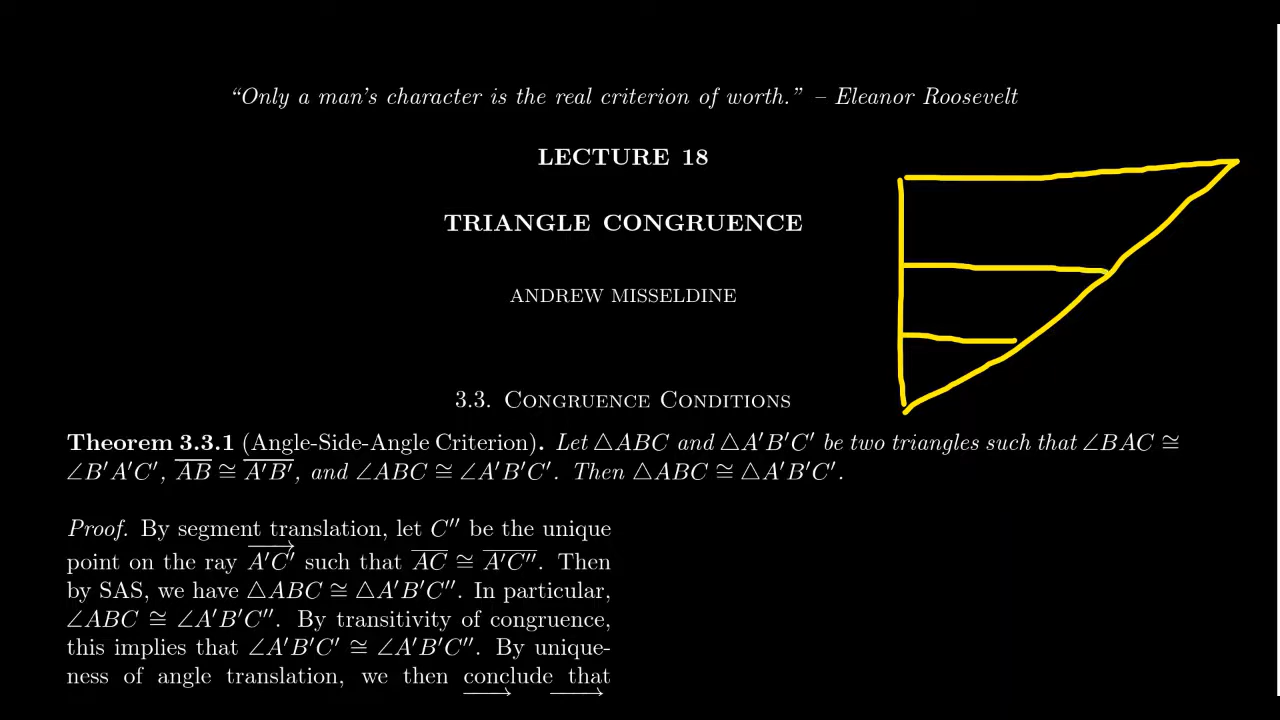 “Only a man’s character is the real criterion of worth.” – Eleanor Roosevelt
LECTURE 18
TRIANGLE CONGRUENCE
ANDREW MISSELDINE
3.3. Congruence Conditions
Theorem 3.3.1 (Angle-Side-Angle Criterion). Let △ABC and △A′B′C′ be two triangles such that ∠BAC ≅
∠B′A′C′, A̅B̅ ≅ A̅′B̅′, and ∠ABC ≅ ∠A′B′C′. Then △ABC ≅ △A′B′C′.
Proof. By segment translation, let C′′ be the unique
point on the ray A′C′ such that A̅C̅ ≅ A̅′C̅′′. Then
by SAS, we have △ABC ≅ △A′B′C′′. In particular,
∠ABC ≅ ∠A′B′C′′. By transitivity of congruence,
this implies that ∠A′B′C′ ≅ ∠A′B′C′′. By unique-
ness of angle translation, we then conclude that